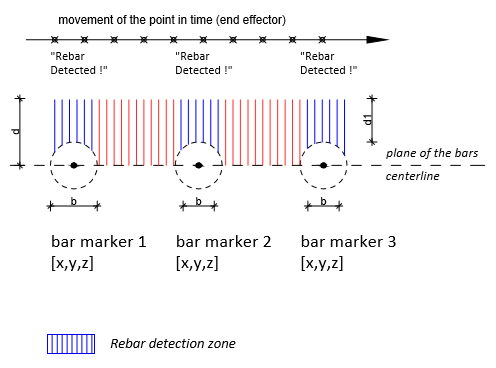 movement of the point in time (end effector)
"Rebar
Detected !"
"Rebar
Detected !"
"Rebar
Detected !"
d
d1
plane of the bars
centerline
b
b
b
bar marker 1
[x,y,z]
bar marker 2
[x,y,z]
bar marker 3
[x,y,z]
Rebar detection zone